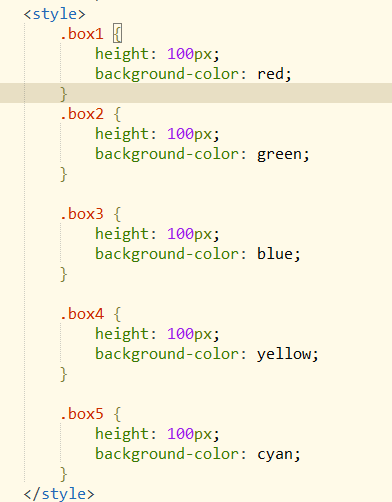 <style>
.box1 {
height: 100px;
background-color: red;
}
.box2 {
height: 100px;
background-color: green;
}
.box3 {
height: 100px;
background-color: blue;
}
.box4 {
height: 100px;
background-color: yellow;
}
.box5 {
height: 100px;
background-color: cyan;
}
</style>